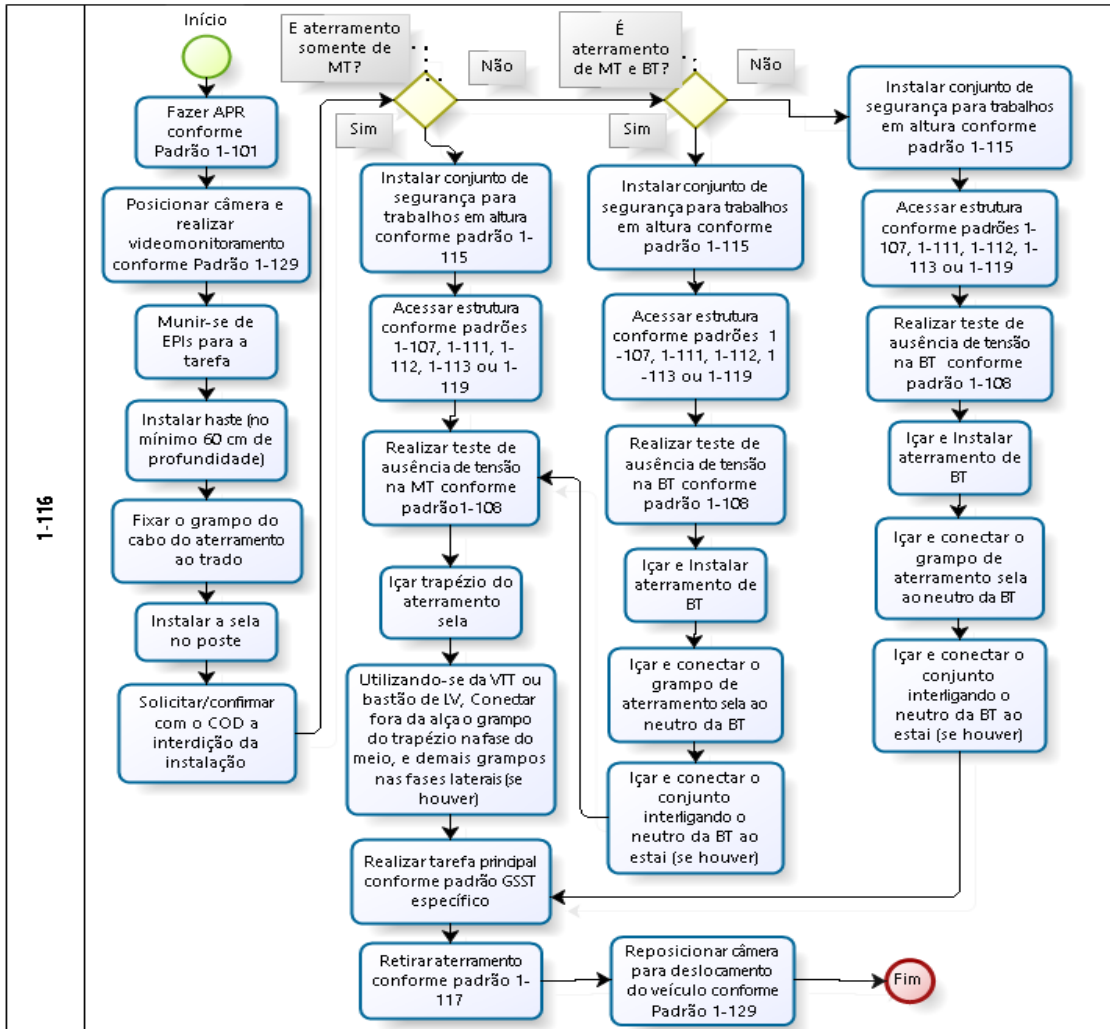 1-116
Início
Fazer APR
conforme
Padrão 1-101
Posicionar câmera e
realizar
videomonitoramento
conforme Padrão 1-129
Munir-se de
EPIs para a
tarefa
Instalar haste (no
mínimo 60 cm de
profundidade)
Fixar o grampo do
cabo do aterramento
ao trado
Instalar a sela
no poste
Solicitar/confirmar
com o COD a
interdição da
instalação
E aterramento
somente de
MT?
Não
Sim
Instalar conjunto de
segurança para
trabalhos em altura
conforme padrão 1-
115
Acessar estrutura
conforme padrões
1-107, 1-111, 1-
112, 1-113 ou 1-
119
Realizar teste de
ausência de tensão
na MT conforme
padrão1-108
Içar trapézio do
aterramento
sela
Utilizando-se da VTT ou
bastão de LV, Conectar
fora da alça o grampo
do trapézio na fase do
meio, e demais grampos
nas fases laterais (se
houver)
Realizar tarefa principal
conforme padrão GSST
específico
Retirar aterramento
conforme padrão 1-
117
É
aterramento
de MT e BT?
Não
Sim
Instalar conjunto de
segurança para trabalhos
em altura conforme
padrão 1-115
Acessar estrutura
conforme padrões 1
-107, 1-111, 1-112, 1
-113 ou 1-119
Realizar teste de
ausência de tensão
na BT conforme
padrão 1-108
Içar e Instalar
aterramento de
BT
Içar e conectar o
grampo de
aterramento sela ao
neutro da BT
Içar e conectar o
conjunto
interligando o
neutro da BT ao
estai (se houver)
Instalar conjunto de
segurança para trabalhos
em altura conforme
padrão 1-115
Acessar estrutura
conforme padrões 1-
107, 1-111, 1-112, 1-
113 ou 1-119
Realizar teste de
ausência de tensão
na BT conforme
padrão 1-108
Içar e Instalar
aterramento de
BT
Içar e conectar o
grampo de
aterramento sela
ao neutro da BT
Içar e conectar o
conjunto
interligando o
neutro da BT ao
estai (se houver)
Reposicionar câmera
para deslocamento
do veículo conforme
Padrão 1-129
Fim